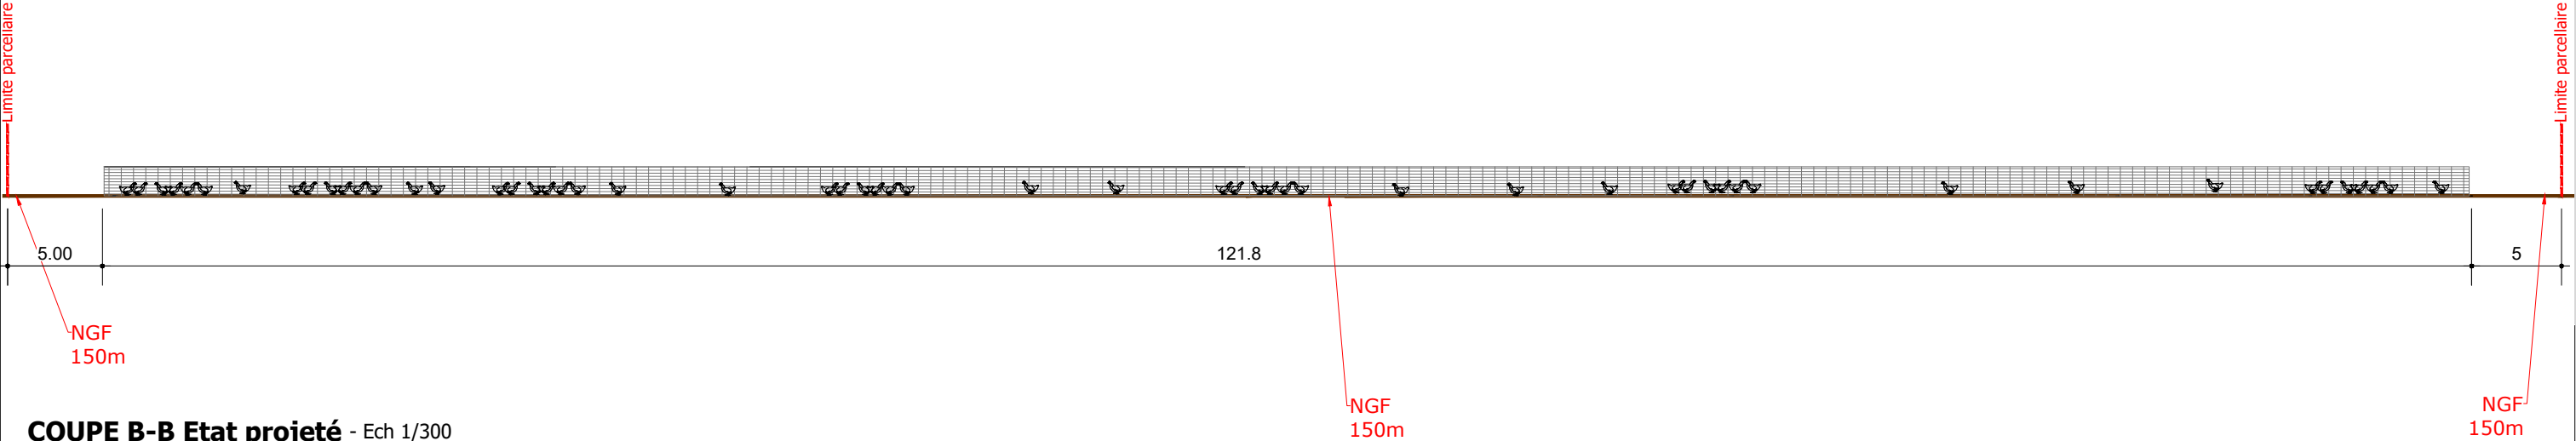 Limite parcellaire
Limite parcellaire
5.00
121.8
5
NGF
150m
NGF
150m
NGF
150m
COUPE B-B Etat projeté - Ech 1/300